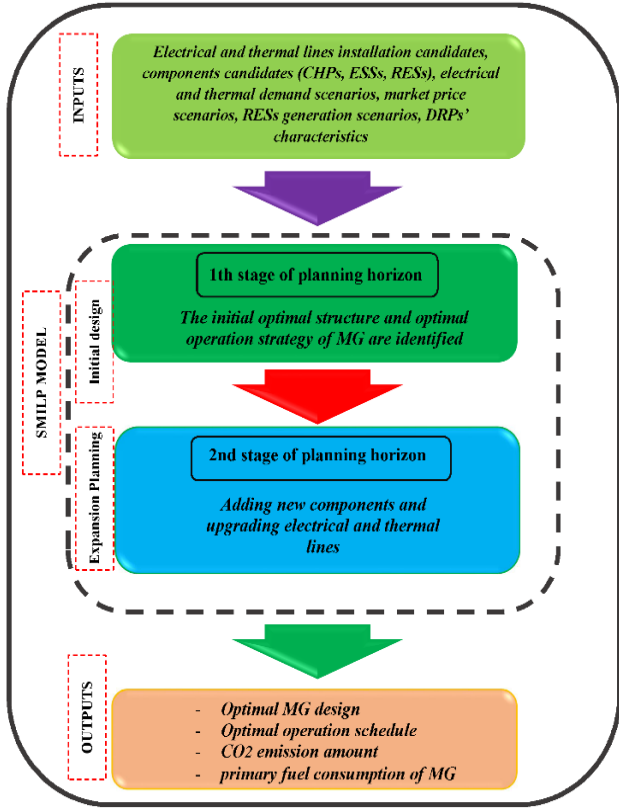 INPUTS
Electrical and thermal lines installation candidates,
components candidates (CHPs, ESSs, RESs), electrical
and thermal demand scenarios, market price
scenarios, RESs generation scenarios, DRPs'
characteristics
SMILP MODEL
Initial design
1th stage of planning horizon
The initial optimal structure and optimal
operation strategy of MG are identified
Expansion Planning
2nd stage of planning horizon
Adding new components and
upgrading electrical and thermal
lines
OUTPUTS
- Optimal MG design
- Optimal operation schedule
- CO2 emission amount
- primary fuel consumption of MG